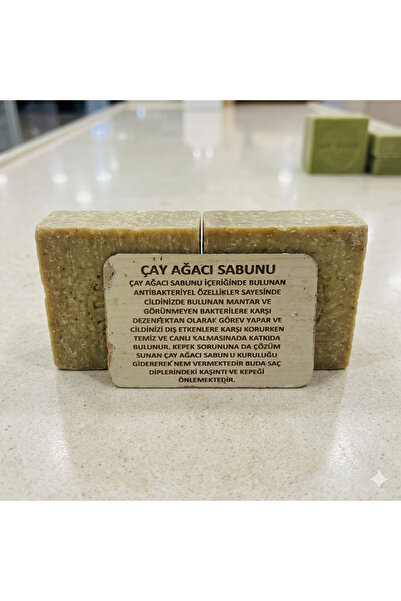 ÇAY AĞACI SABUNU
ÇAY AĞACI SABUNU İÇERİĞİNDE BULUNAN
ANTİBAKTERİYEL ÖZELLİKLER SAYESİNDE
CİLDİNİZDE BULUNAN MANTAR VE
GÖRÜNMEYEN BAKTERİLERE KARŞI
DEZENFEKTAN OLARAK GÖREV YAPAR VE
CİLDİNİZİ DIŞ ETKENLERE KARŞI KORURKEN
TEMİZ VE CANLI KALMASINADA KATKIDA
BULUNUR. KEPEK SORUNUNA DA ÇÖZÜM
SUNAN ÇAY AĞACI SABUN U KURULUĞU
GİDEREREK NEM VERMEKTEDİR BUDA SAÇ
DİPLERİNDEKİ KAŞINTI VE KEPEĞİ
ÖNLEMEKTEDİR.